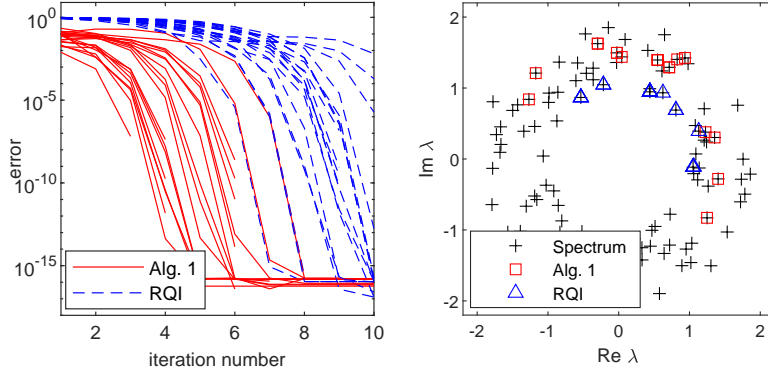 10^0
10^-5
10^-10
10^-15
error
Alg. 1
RQI
2 4 6 8 10
iteration number
2
1
0
-1
-2
Im λ
Spectrum
Alg. 1
RQI
-2 -1 0 1 2
Re λ